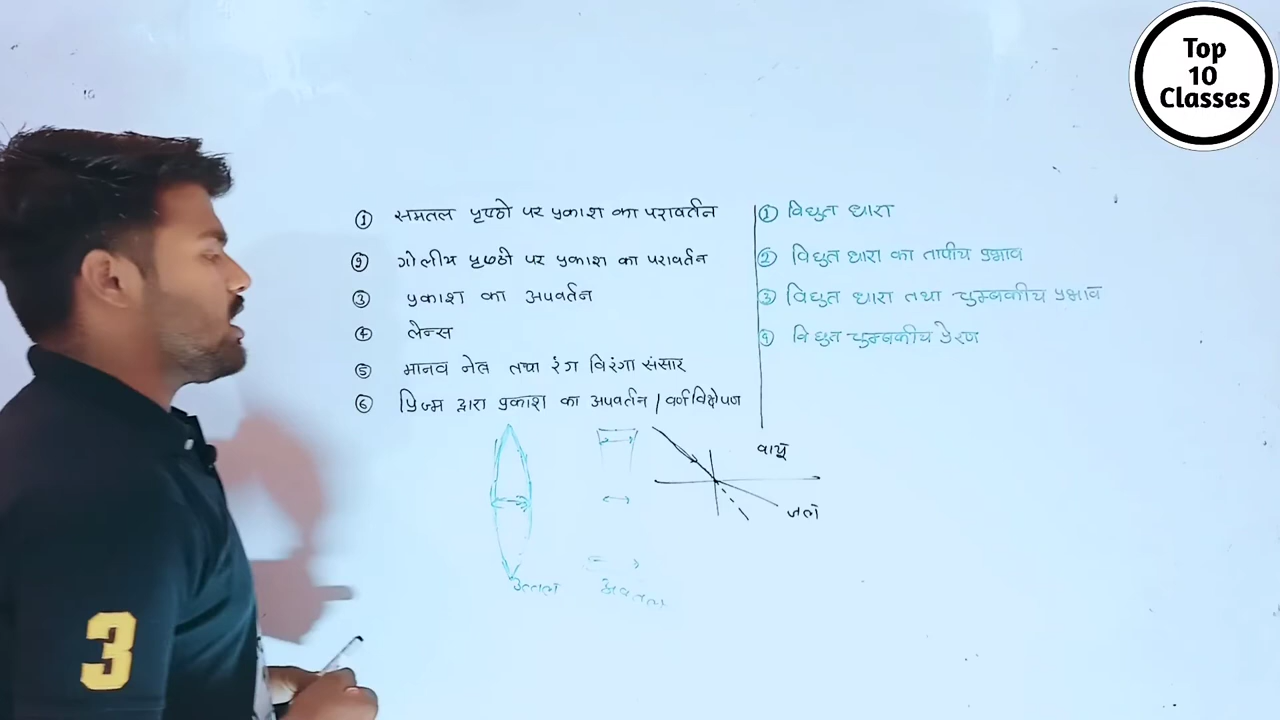 Top
10
Classes
① समतल पृष्ठो पर प्रकाश का परावर्तन
② गोलीय पृष्ठो पर प्रकाश का परावर्तन
③ प्रकाश का अपवर्तन
④ लेन्स
⑤ मानव नेत्र तथा रंग विरंगा संसार
⑥ प्रिज्म द्वारा प्रकाश का अपवर्तन / वर्ण विक्षेपण
① विधुत धारा
② विधुत धारा का तापीय प्रभाव
③ विधुत धारा तथा चुम्बकीय प्रभाव
④ विधुत चुम्बकीय प्रेरण
वायु
जल
उत्तल
अवतल
3